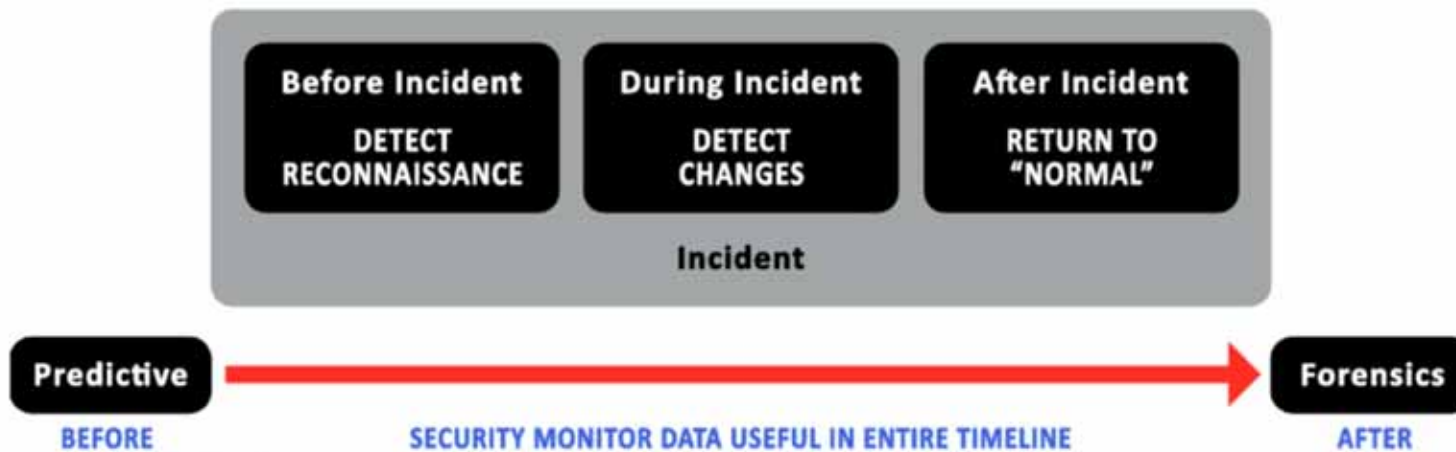 Before Incident
DETECT
RECONNAISSANCE
During Incident
DETECT
CHANGES
After Incident
RETURN TO
“NORMAL”
Incident
Predictive
Forensics
BEFORE
SECURITY MONITOR DATA USEFUL IN ENTIRE TIMELINE
AFTER